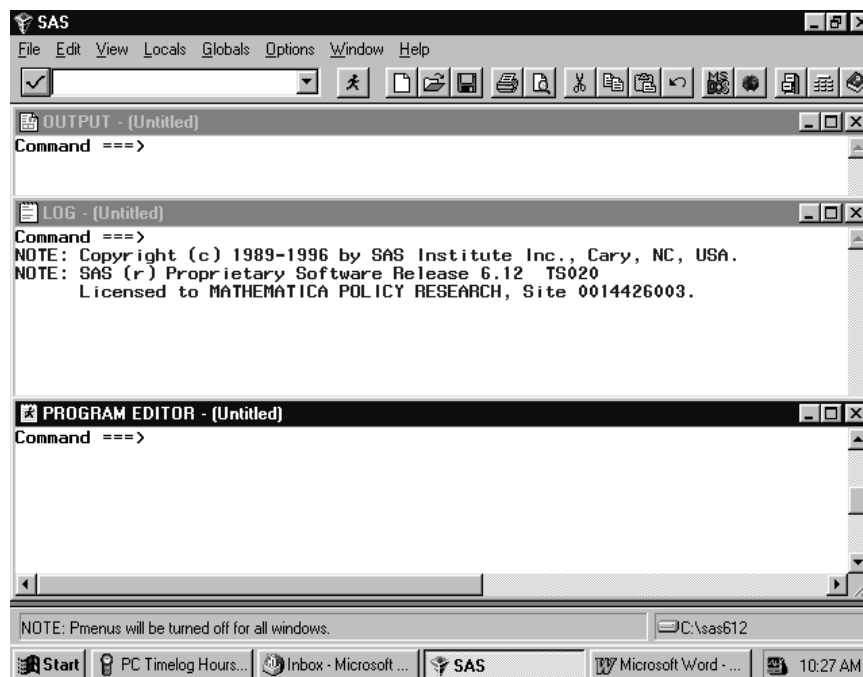 SAS
File Edit View Locals Globals Options Window Help
MS DOS
OUTPUT - (Untitled)
Command ===>
LOG - (Untitled)
Command ===>
NOTE: Copyright (c) 1989-1996 by SAS Institute Inc., Cary, NC, USA.
NOTE: SAS (r) Proprietary Software Release 6.12 TS020
Licensed to MATHEMATICA POLICY RESEARCH, Site 0014426003.
PROGRAM EDITOR - (Untitled)
Command ===>
NOTE: Pmenus will be turned off for all windows. C:\sas612
Start PC Timelog Hours... Inbox - Microsoft ... SAS Microsoft Word - ... 10:27 AM